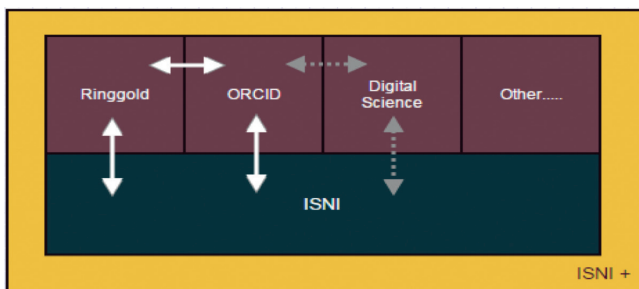 Ringgold
ORCID
Digital
Science
Other.....
ISNI
ISNI +